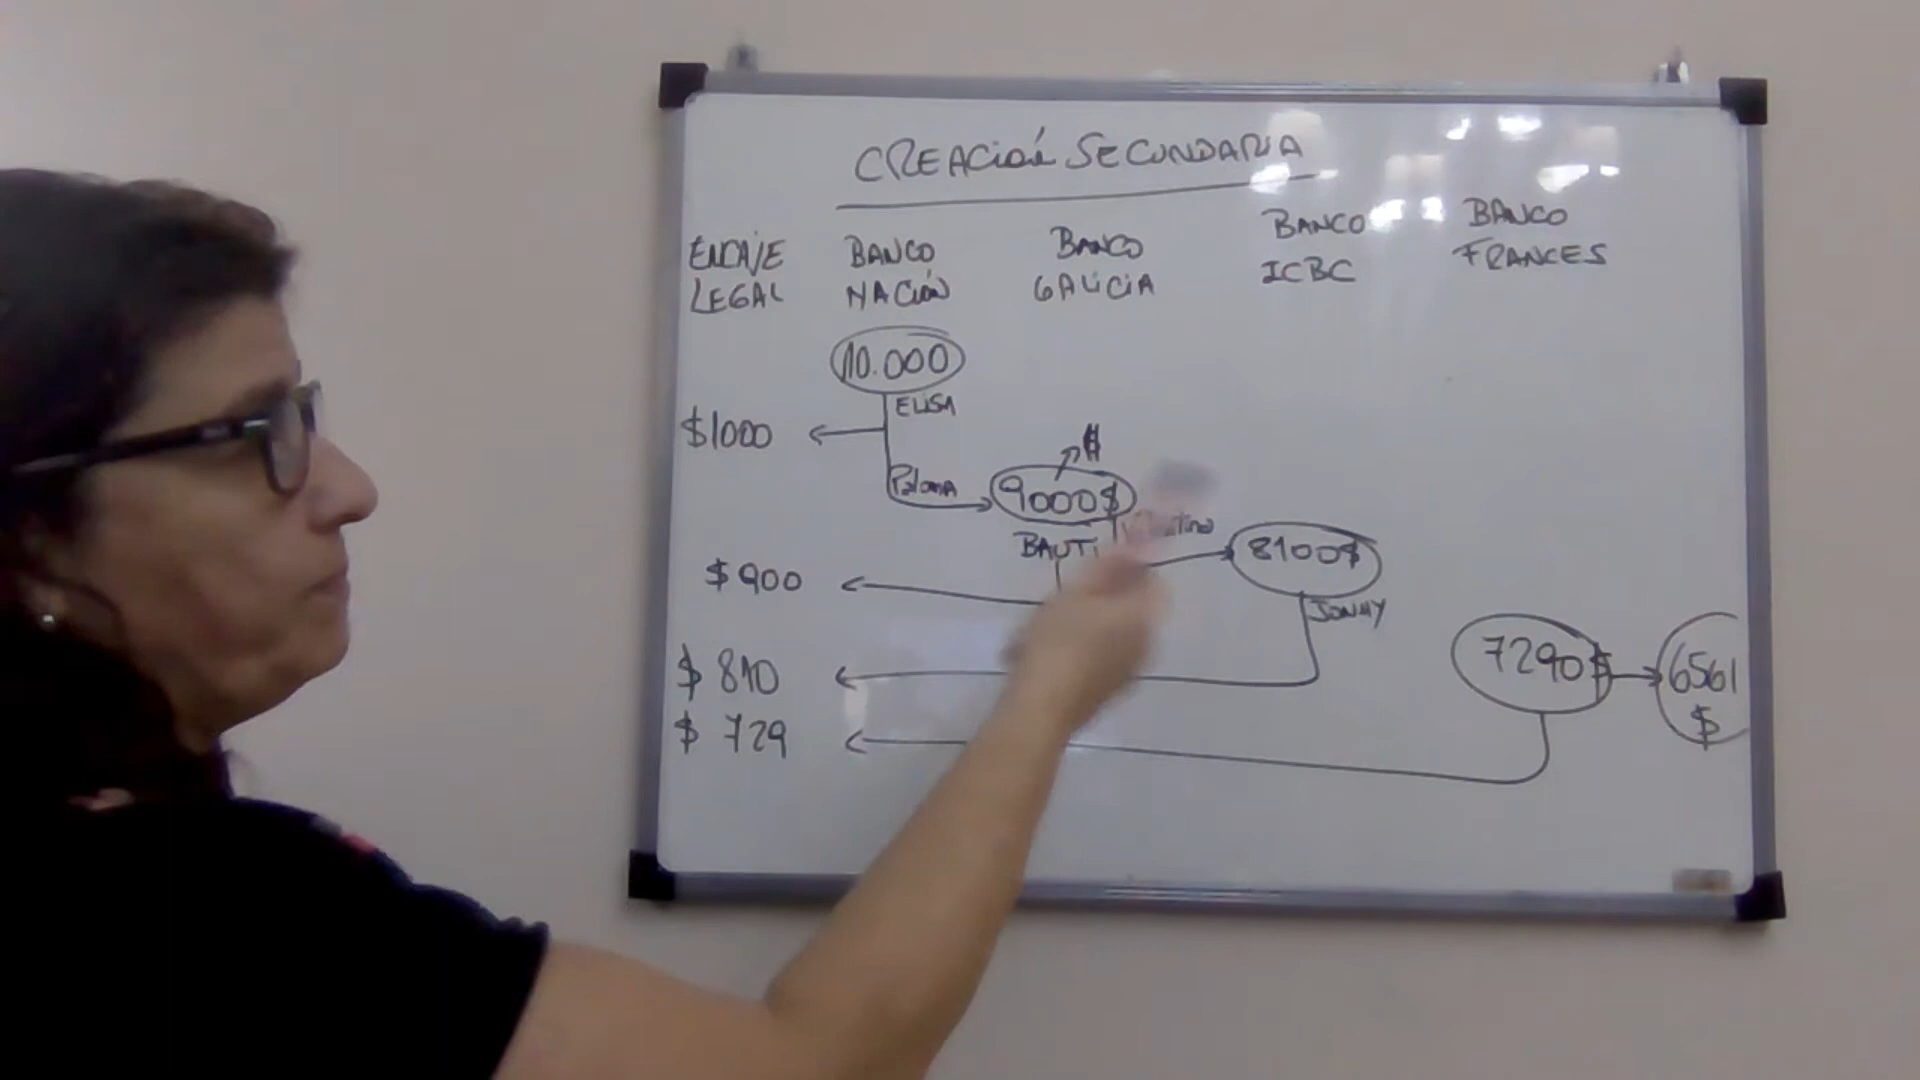 CREACIÓN SECUNDARIA
ENCAJE
LEGAL
BANCO
NACIÓN
BANCO
GALICIA
BANCO
ICBC
BANCO
FRANCES
10.000
ELISA
$1000
Paloma
9000$
BAUTI
8100$
JONNY
$900
$ 810
$ 729
7290$
6561
$